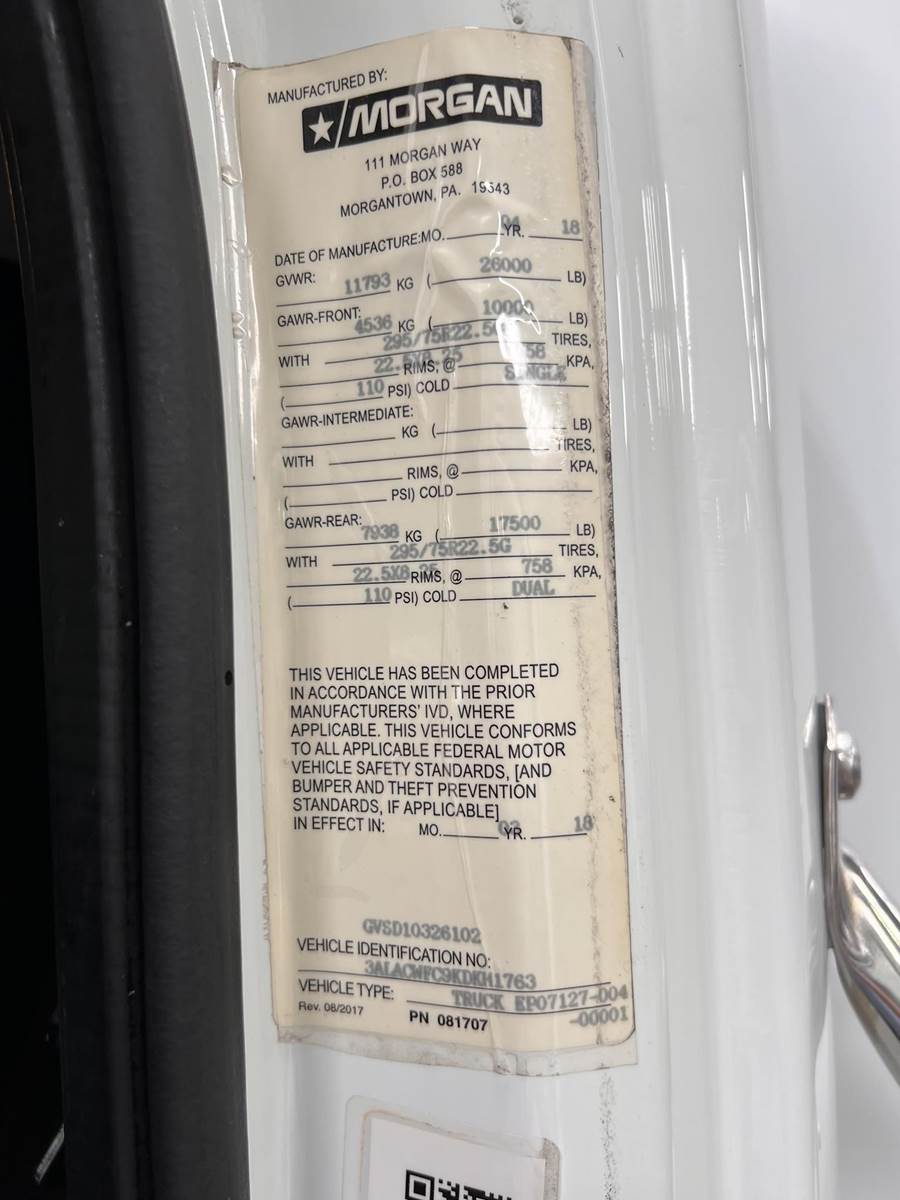 MANUFACTURED BY:
MORGAN
111 MORGAN WAY
P.O. BOX 588
MORGANTOWN, PA. 19543
DATE OF MANUFACTURE:MO. 04 YR. 18
GVWR: 11793 KG ( 26000 LB)
GAWR-FRONT: 4536 KG ( 10000 LB)
WITH 295/75R22.5G TIRES,
22.5X8.25 RIMS, @ 758 KPA,
( 110 PSI) COLD SINGLE
GAWR-INTERMEDIATE:
KG ( LB)
WITH TIRES,
RIMS, @ KPA,
( PSI) COLD
GAWR-REAR: 7938 KG ( 17500 LB)
WITH 295/75R22.5G TIRES,
22.5X8.25 RIMS, @ 758 KPA,
( 110 PSI) COLD DUAL
THIS VEHICLE HAS BEEN COMPLETED
IN ACCORDANCE WITH THE PRIOR
MANUFACTURERS' IVD, WHERE
APPLICABLE. THIS VEHICLE CONFORMS
TO ALL APPLICABLE FEDERAL MOTOR
VEHICLE SAFETY STANDARDS, [AND
BUMPER AND THEFT PREVENTION
STANDARDS, IF APPLICABLE]
IN EFFECT IN: MO. YR. 18
GVSD10326102
VEHICLE IDENTIFICATION NO:
3ALACWFC9KDKH1763
VEHICLE TYPE: TRUCK EP07127-004
-00001
Rev. 08/2017 PN 081707